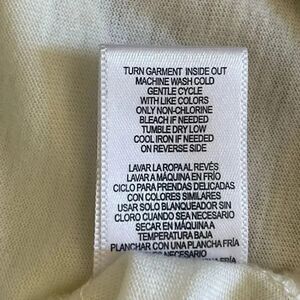 TURN GARMENT INSIDE OUT
MACHINE WASH COLD
GENTLE CYCLE
WITH LIKE COLORS
ONLY NON-CHLORINE
BLEACH IF NEEDED
TUMBLE DRY LOW
COOL IRON IF NEEDED
ON REVERSE SIDE
LAVAR LA ROPA AL REVÉS
LAVAR A MÁQUINA EN FRÍO
CICLO PARA PRENDAS DELICADAS
CON COLORES SIMILARES
USAR SOLO BLANQUEADOR SIN
CLORO CUANDO SEA NECESARIO
SECAR EN MÁQUINA A
TEMPERATURA BAJA
PLANCHAR CON UNA PLANCHA FRÍA
ES NECESARIO